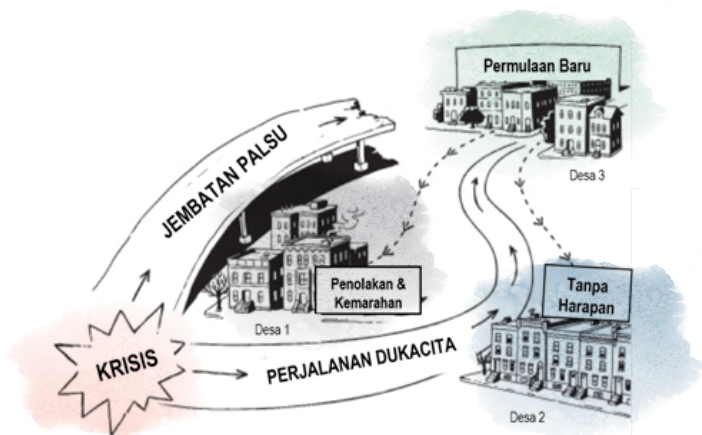 Permulaan Baru
Desa 3
JEMBATAN PALSU
Penolakan &
Kemarahan
Desa 1
Tanpa
Harapan
Desa 2
KRISIS
PERJALANAN DUKACITA